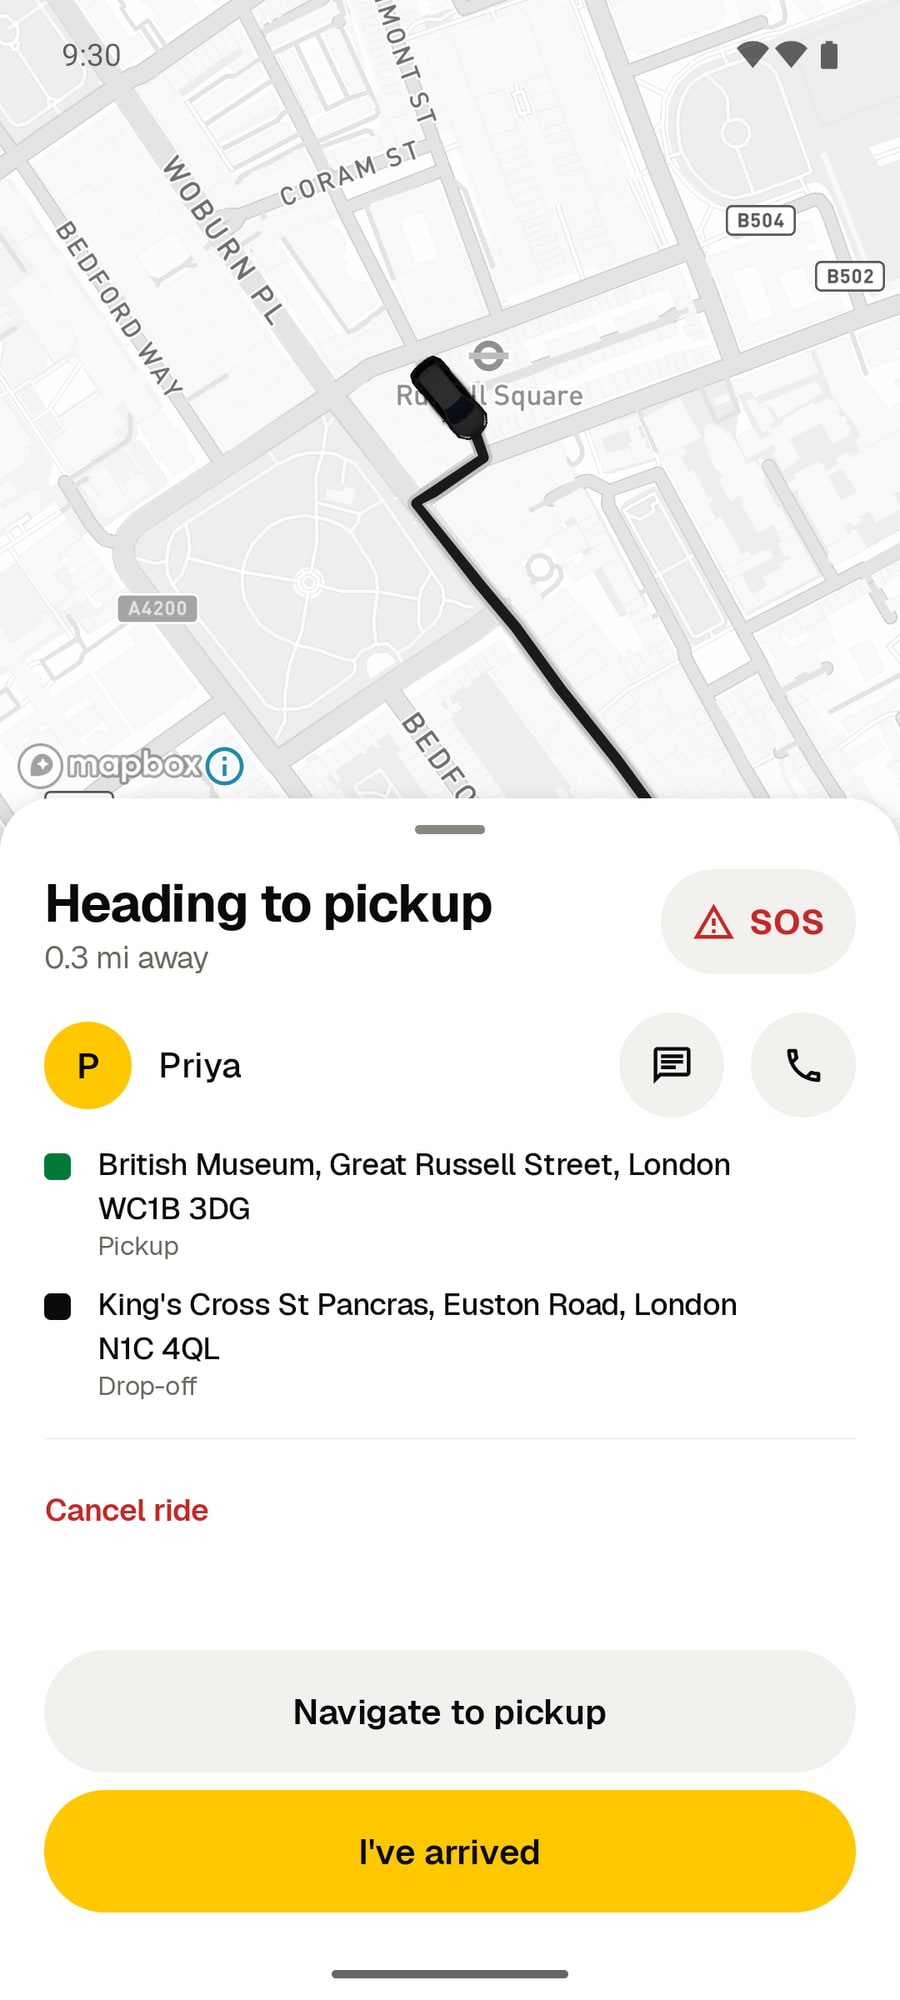 9:30
MONT ST
CORAM ST
WOBURN PL
BEDFORD WAY
B504
B502
Square
A4200
mapbox
Heading to pickup
0.3 mi away
SOS
P
Priya
British Museum, Great Russell Street, London
WC1B 3DG
Pickup
King's Cross St Pancras, Euston Road, London
N1C 4QL
Drop-off
Cancel ride
Navigate to pickup
I've arrived